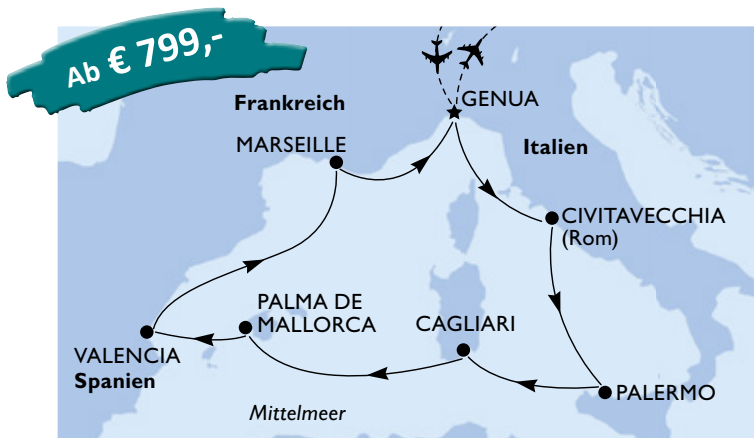 Ab € 799,-
Frankreich
GENUA
MARSEILLE
Italien
CIVITAVECCHIA
(Rom)
PALMA DE
MALLORCA
CAGLIARI
VALENCIA
Spanien
PALERMO
Mittelmeer